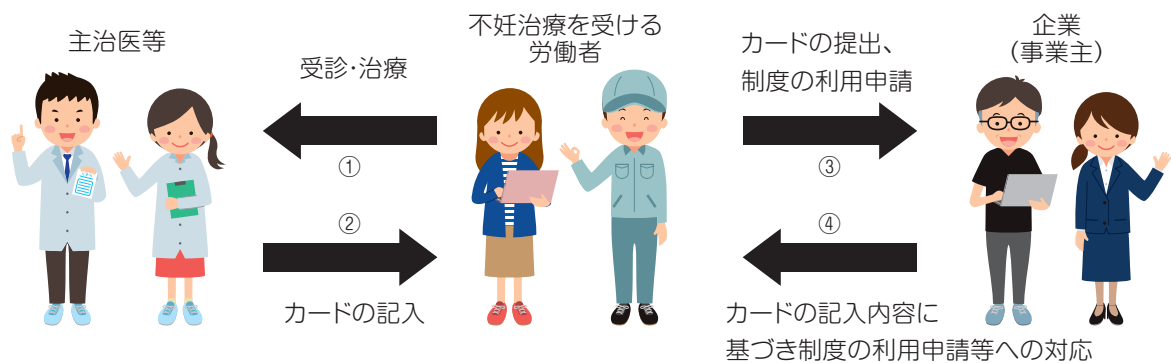 主治医等
受診・治療
①
②
カードの記入
不妊治療を受ける
労働者
カードの提出、
制度の利用申請
③
④
カードの記入内容に
基づき制度の利用申請等への対応
企業
(事業主)